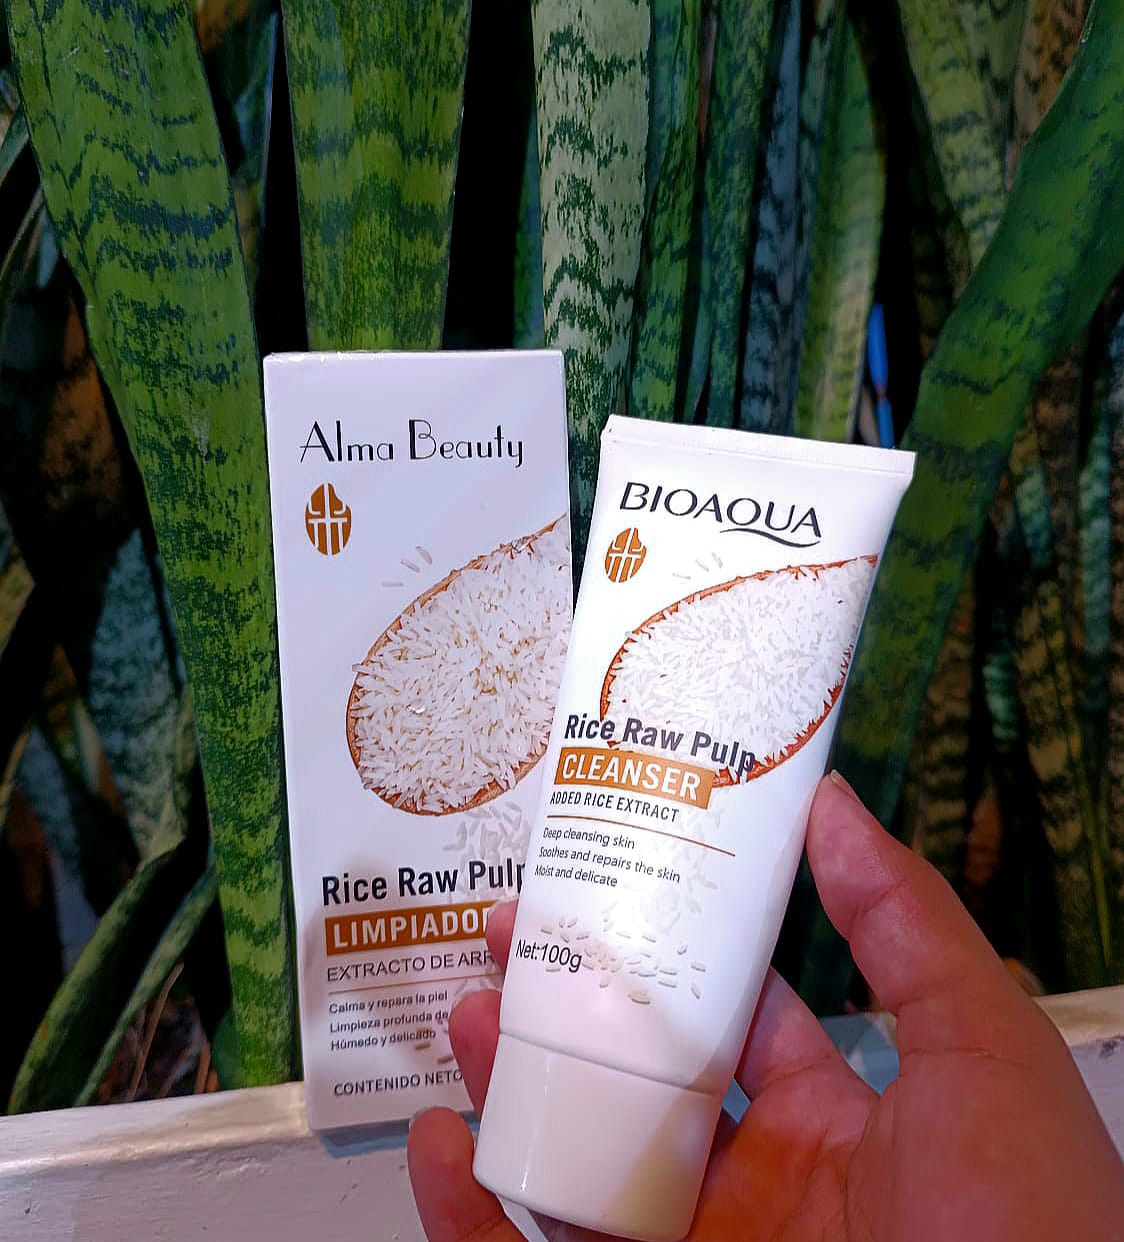 Alma Beauty
Rice Raw Pulp
LIMPIADOR
EXTRACTO DE
Calma y repara la piel
Limpieza profunda de
Húmedo y delicado
CONTENIDO NETO
BIOAQUA
Rice Raw Pulp
CLEANSER
ADDED RICE EXTRACT
Deep cleansing skin
Soothes and repairs the skin
Moist and delicate
Net:100g